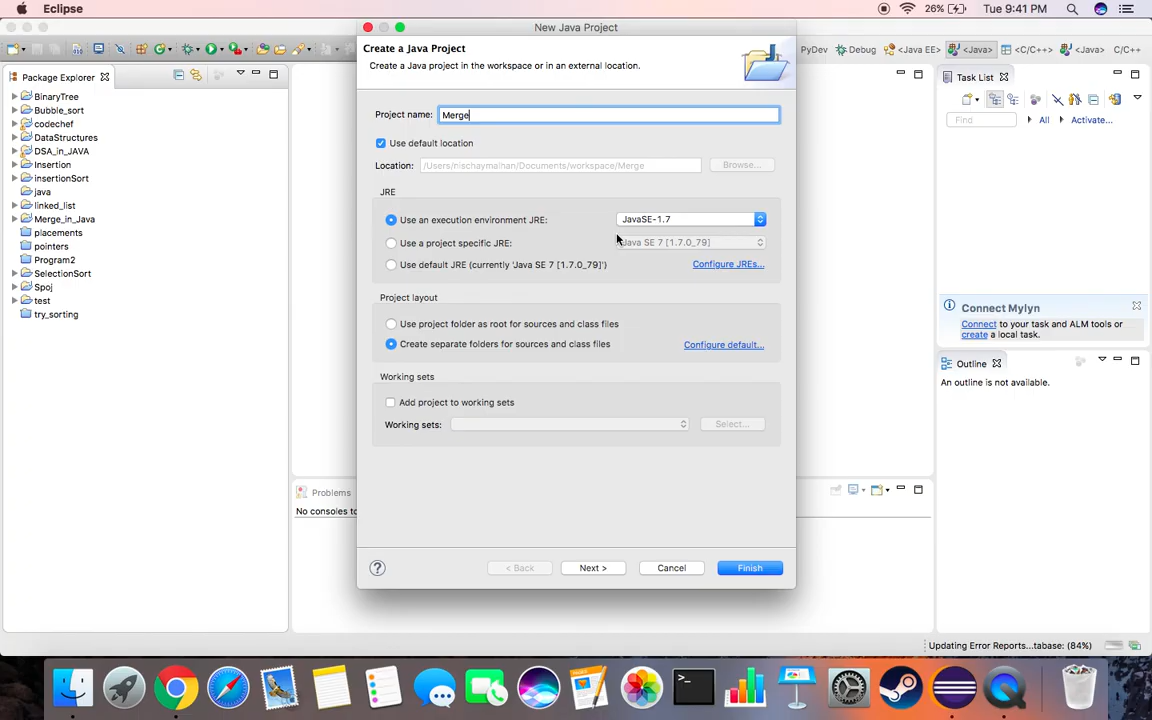 Eclipse
26%
Tue 9:41 PM
New Java Project
Create a Java Project
Create a Java project in the workspace or in an external location.
PyDev
Debug
<Java EE>
<Java>
<C/C++>
<Java>
C/C++
Package Explorer
BinaryTree
Bubble_sort
codechef
DataStructures
DSA_in_JAVA
Insertion
insertionSort
java
linked_list
Merge_in_Java
placements
pointers
Program2
SelectionSort
Spoj
test
try_sorting
Project name: Merge
Use default location
Location: /Users/nischaymalhan/Documents/workspace/Merge Browse...
JRE
Use an execution environment JRE: JavaSE-1.7
Use a project specific JRE: Java SE 7 [1.7.0_79]
Use default JRE (currently 'Java SE 7 [1.7.0_79]') Configure JREs...
Project layout
Use project folder as root for sources and class files
Create separate folders for sources and class files Configure default...
Working sets
Add project to working sets
Working sets: Select...
? < Back Next > Cancel Finish
Problems
No consoles to
Task List
Find All Activate...
Connect Mylyn
Connect to your task and ALM tools or
create a local task.
Outline
An outline is not available.
Updating Error Reports...tabase: (84%)